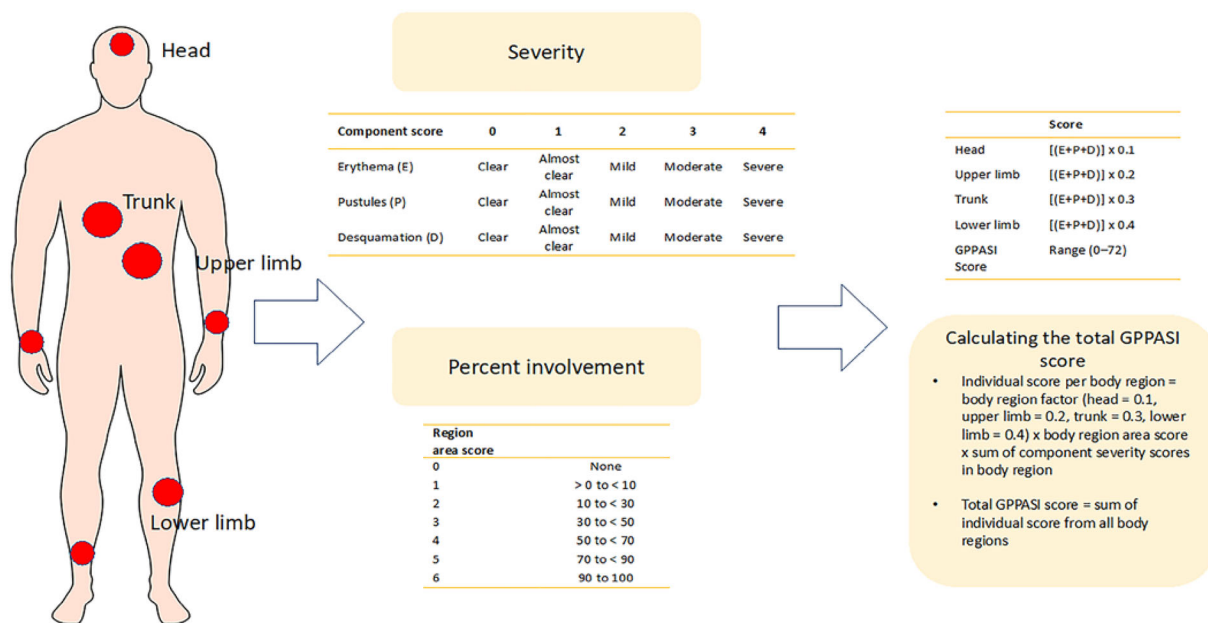 Head
Trunk
Upper limb
Lower limb
Severity
Component score 0 1 2 3 4
Erythema (E) Clear Almost clear Mild Moderate Severe
Pustules (P) Clear Almost clear Mild Moderate Severe
Desquamation (D) Clear Almost clear Mild Moderate Severe
Percent involvement
Region
area score
0 None
1 > 0 to < 10
2 10 to < 30
3 30 to < 50
4 50 to < 70
5 70 to < 90
6 90 to 100
Score
Head [(E+P+D)] x 0.1
Upper limb [(E+P+D)] x 0.2
Trunk [(E+P+D)] x 0.3
Lower limb [(E+P+D)] x 0.4
GPPASI Range (0–72)
Score
Calculating the total GPPASI
score
• Individual score per body region =
body region factor (head = 0.1,
upper limb = 0.2, trunk = 0.3, lower
limb = 0.4) x body region area score
x sum of component severity scores
in body region
• Total GPPASI score = sum of
individual score from all body
regions